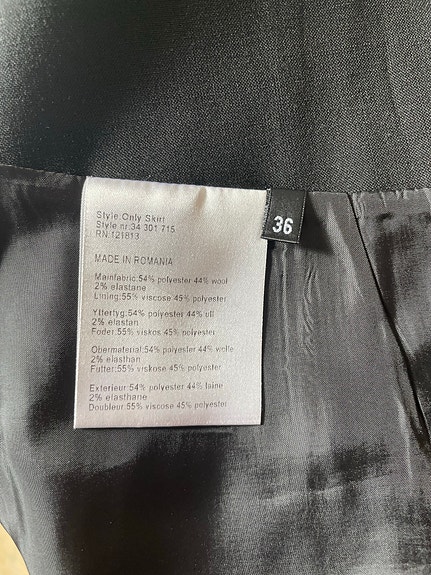 Style:Only Skirt
Style nr.34 301 715
RN:121813
36
MADE IN ROMANIA
Mainfabric:54% polyester 44% wool
2% elastane
Lining:55% viscose 45% polyester
Yttertyg:54% polyester 44% ull
2% elastan
Foder:55% viskos 45% polyester
Obermaterial:54% polyester 44% wolle
2% elasthan
Futter:55% viskose 45% polyester
Exterieur:54% polyester 44% laine
2% elasthane
Doubleur:55% viscose 45% polyester